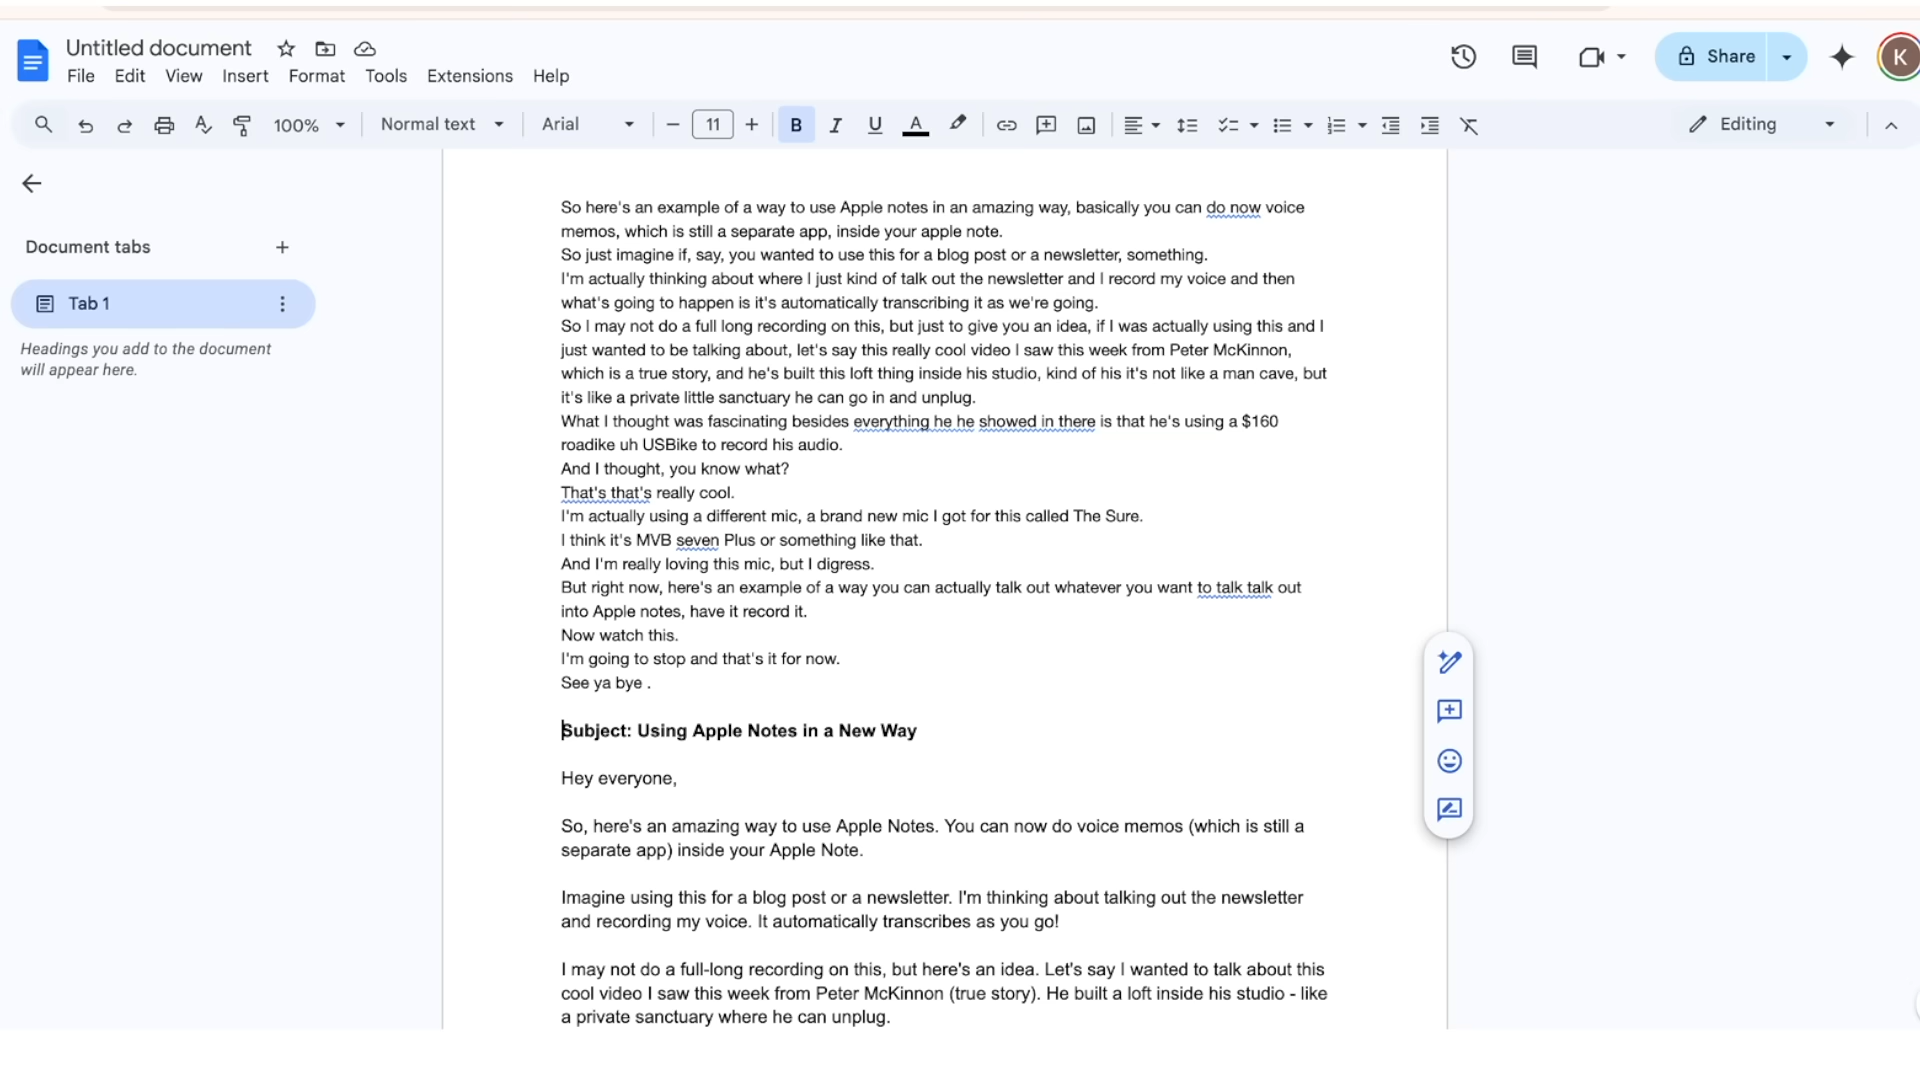 Untitled document
File Edit View Insert Format Tools Extensions Help
Share
K
100% Normal text Arial 11 B I U A
Editing
Document tabs
Tab 1
Headings you add to the document
will appear here.
So here's an example of a way to use Apple notes in an amazing way, basically you can do now voice
memos, which is still a separate app, inside your apple note.
So just imagine if, say, you wanted to use this for a blog post or a newsletter, something.
I'm actually thinking about where I just kind of talk out the newsletter and I record my voice and then
what's going to happen is it's automatically transcribing it as we're going.
So I may not do a full long recording on this, but just to give you an idea, if I was actually using this and I
just wanted to be talking about, let's say this really cool video I saw this week from Peter McKinnon,
which is a true story, and he's built this loft thing inside his studio, kind of his it's not like a man cave, but
it's like a private little sanctuary he can go in and unplug.
What I thought was fascinating besides everything he he showed in there is that he's using a $160
roadike uh USBike to record his audio.
And I thought, you know what?
That's that's really cool.
I'm actually using a different mic, a brand new mic I got for this called The Sure.
I think it's MVB seven Plus or something like that.
And I'm really loving this mic, but I digress.
But right now, here's an example of a way you can actually talk out whatever you want to talk talk out
into Apple notes, have it record it.
Now watch this.
I'm going to stop and that's it for now.
See ya bye .
Subject: Using Apple Notes in a New Way
Hey everyone,
So, here's an amazing way to use Apple Notes. You can now do voice memos (which is still a
separate app) inside your Apple Note.
Imagine using this for a blog post or a newsletter. I'm thinking about talking out the newsletter
and recording my voice. It automatically transcribes as you go!
I may not do a full-long recording on this, but here's an idea. Let's say I wanted to talk about this
cool video I saw this week from Peter McKinnon (true story). He built a loft inside his studio - like
a private sanctuary where he can unplug.